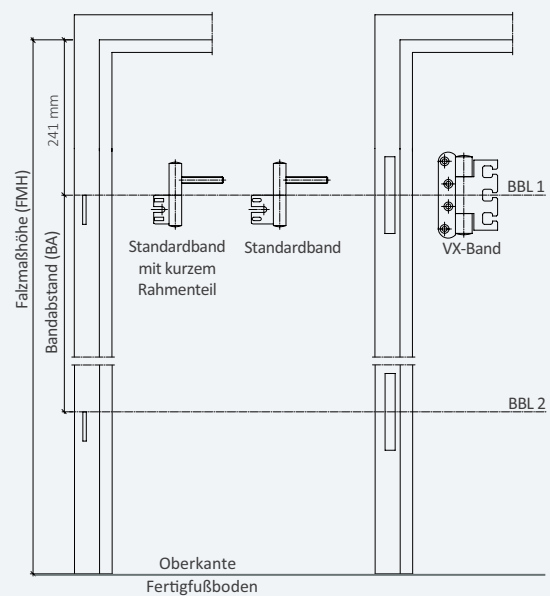 241 mm
Falzmaßhöhe (FMH)
Bandabstand (BA)
BBL 1
Standardband
mit kurzem
Rahmenteil
Standardband
VX-Band
BBL 2
Oberkante
Fertigfußboden